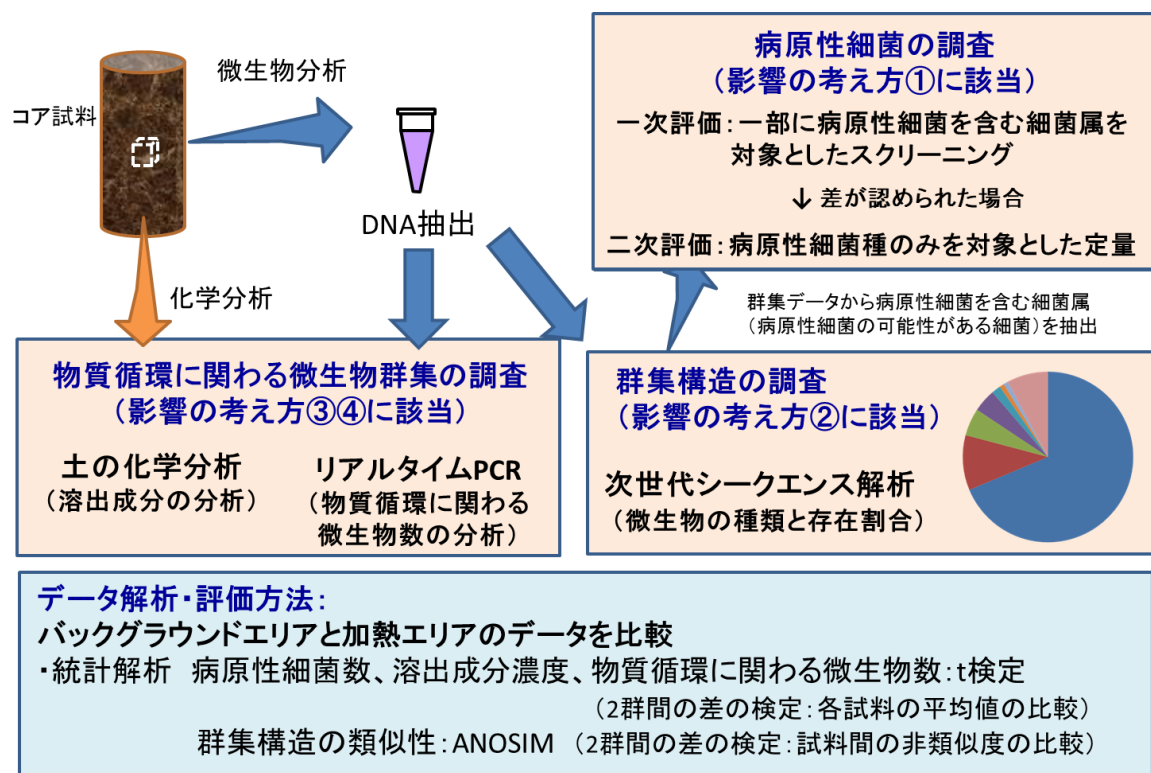 コア試料
微生物分析
DNA抽出
化学分析
病原性細菌の調査
（影響の考え方①に該当）
一次評価：一部に病原性細菌を含む細菌属を
対象としたスクリーニング
↓ 差が認められた場合
二次評価：病原性細菌種のみを対象とした定量
群集データから病原性細菌を含む細菌属
（病原性細菌の可能性がある細菌）を抽出
物質循環に関わる微生物群集の調査
（影響の考え方③④に該当）
土の化学分析
（溶出成分の分析）
リアルタイムPCR
（物質循環に関わる
微生物数の分析）
群集構造の調査
（影響の考え方②に該当）
次世代シークエンス解析
（微生物の種類と存在割合）
データ解析・評価方法：
バックグラウンドエリアと加熱エリアのデータを比較
・統計解析　病原性細菌数、溶出成分濃度、物質循環に関わる微生物数：t検定
（2群間の差の検定：各試料の平均値の比較）
群集構造の類似性：ANOSIM （2群間の差の検定：試料間の非類似度の比較）